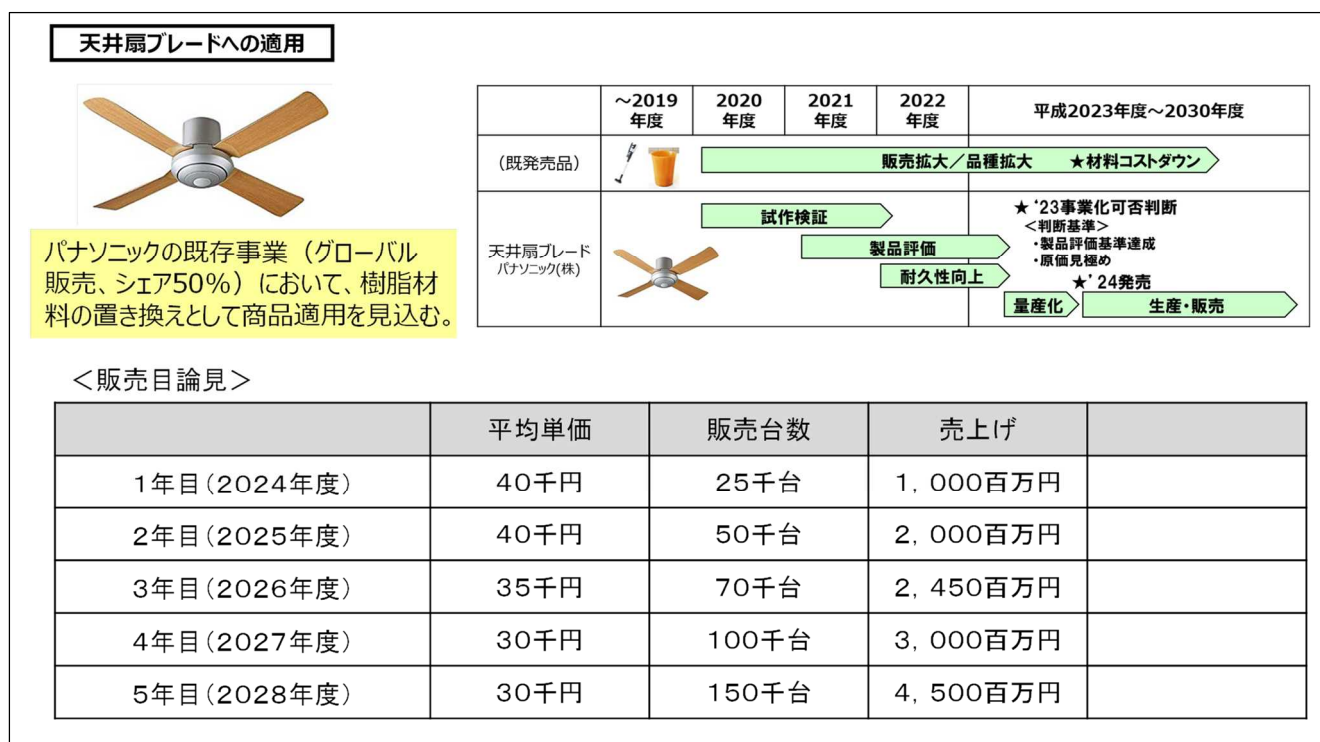 天井扇ブレードへの適用
パナソニックの既存事業（グローバル
販売、シェア50％）において、樹脂材
料の置き換えとして商品適用を見込む。
～2019
年度
2020
年度
2021
年度
2022
年度
平成2023年度～2030年度
（既発売品）
販売拡大／品種拡大　★材料コストダウン
天井扇ブレード
パナソニック(株)
試作検証
製品評価
耐久性向上
★‘23事業化可否判断
＜判断基準＞
・製品評価基準達成
・原価見極め
★’24発売
量産化
生産・販売
＜販売目論見＞
平均単価　販売台数　売上げ
１年目（２０２４年度）　４０千円　２５千台　１，０００百万円
２年目（２０２５年度）　４０千円　５０千台　２，０００百万円
３年目（２０２６年度）　３５千円　７０千台　２，４５０百万円
４年目（２０２７年度）　３０千円　１００千台　３，０００百万円
５年目（２０２８年度）　３０千円　１５０千台　４，５００百万円